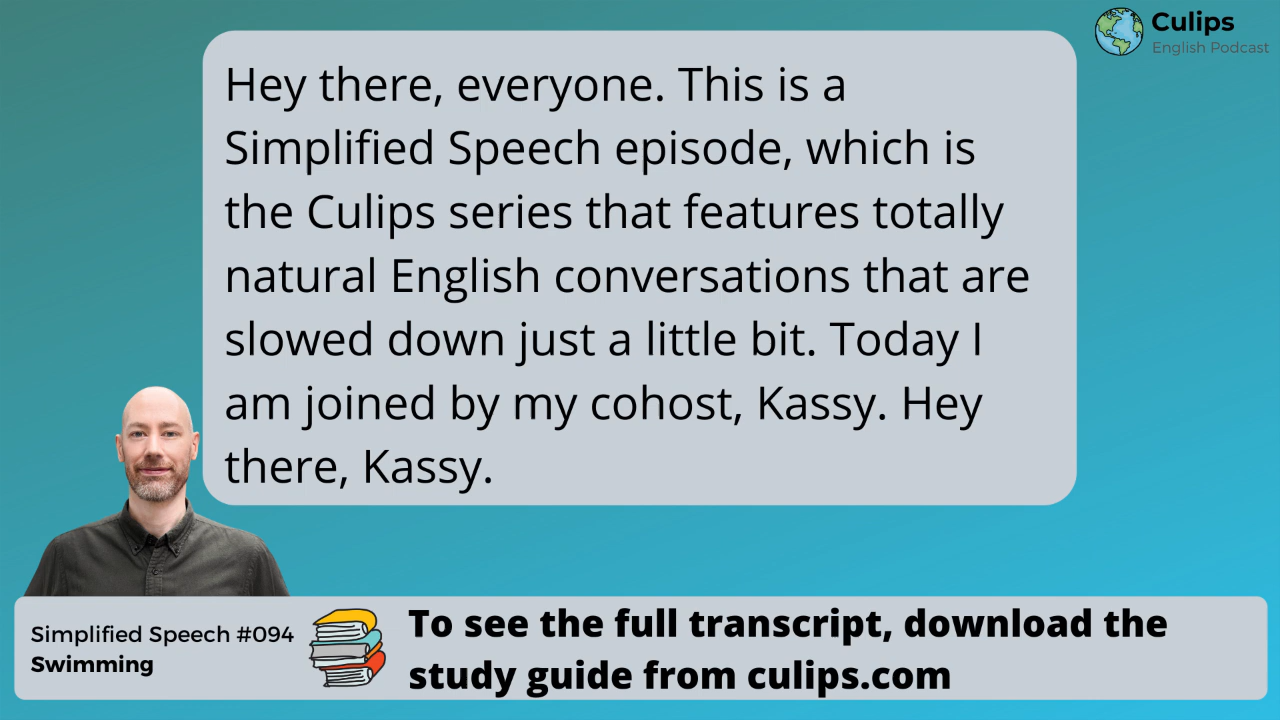 Culips
English Podcast
Hey there, everyone. This is a
Simplified Speech episode, which is
the Culips series that features totally
natural English conversations that are
slowed down just a little bit. Today I
am joined by my cohost, Kassy. Hey
there, Kassy.
Simplified Speech #094
Swimming
To see the full transcript, download the
study guide from culips.com